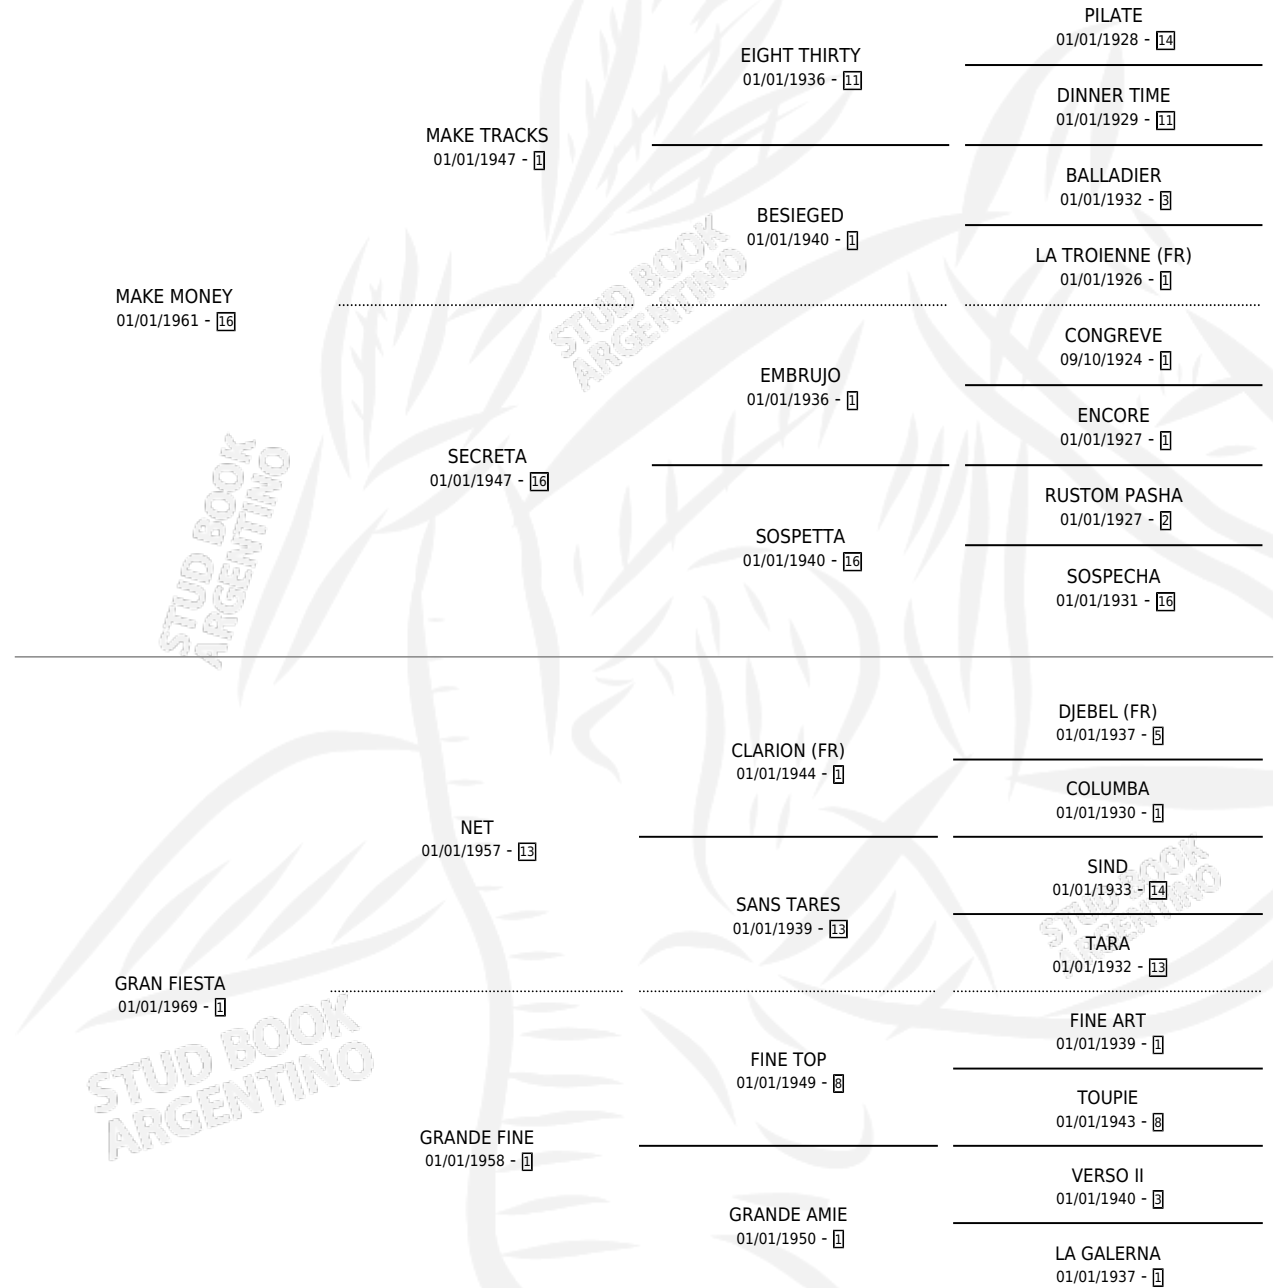 PILATE
01/01/1928 - 14
EIGHT THIRTY
01/01/1936 - 11
DINNER TIME
01/01/1929 - 11
MAKE TRACKS
01/01/1947 - 1
BALLADIER
01/01/1932 - 3
BESIEGED
01/01/1940 - 1
LA TROIENNE (FR)
01/01/1926 - 1
MAKE MONEY
01/01/1961 - 16
CONGREVE
09/10/1924 - 1
EMBRUJO
01/01/1936 - 1
ENCORE
01/01/1927 - 1
SECRETA
01/01/1947 - 16
RUSTOM PASHA
01/01/1927 - 2
SOSPETTA
01/01/1940 - 16
SOSPECHA
01/01/1931 - 16
DJEBEL (FR)
01/01/1937 - 5
CLARION (FR)
01/01/1944 - 1
COLUMBA
01/01/1930 - 1
NET
01/01/1957 - 13
SIND
01/01/1933 - 14
SANS TARES
01/01/1939 - 13
TARA
01/01/1932 - 13
GRAN FIESTA
01/01/1969 - 1
FINE ART
01/01/1939 - 1
FINE TOP
01/01/1949 - 8
TOUPIE
01/01/1943 - 8
GRANDE FINE
01/01/1958 - 1
VERSO II
01/01/1940 - 3
GRANDE AMIE
01/01/1950 - 1
LA GALERNA
01/01/1937 - 1
STUD BOOK
ARGENTINO
STUD BOOK
ARGENTINO
STUD BOOK
ARGENTINO
STUD BOOK
ARGENTINO